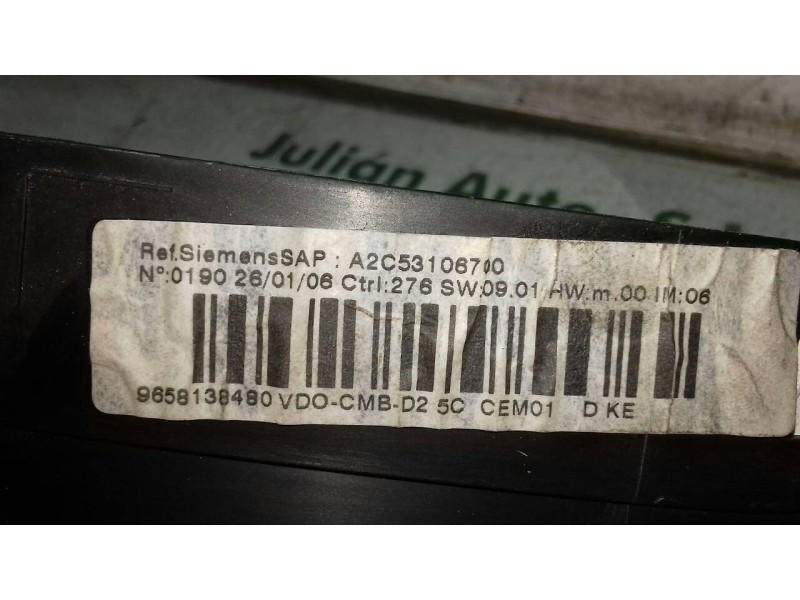 Julián Auto
Ref.SiemensSAP : A2C53106700
N°:0190 26/01/06 Ctrl:276 SW:09.01 HW:m.00 IM:06
9658138480 VDO-CMB-D2 5C CEM01 D KE